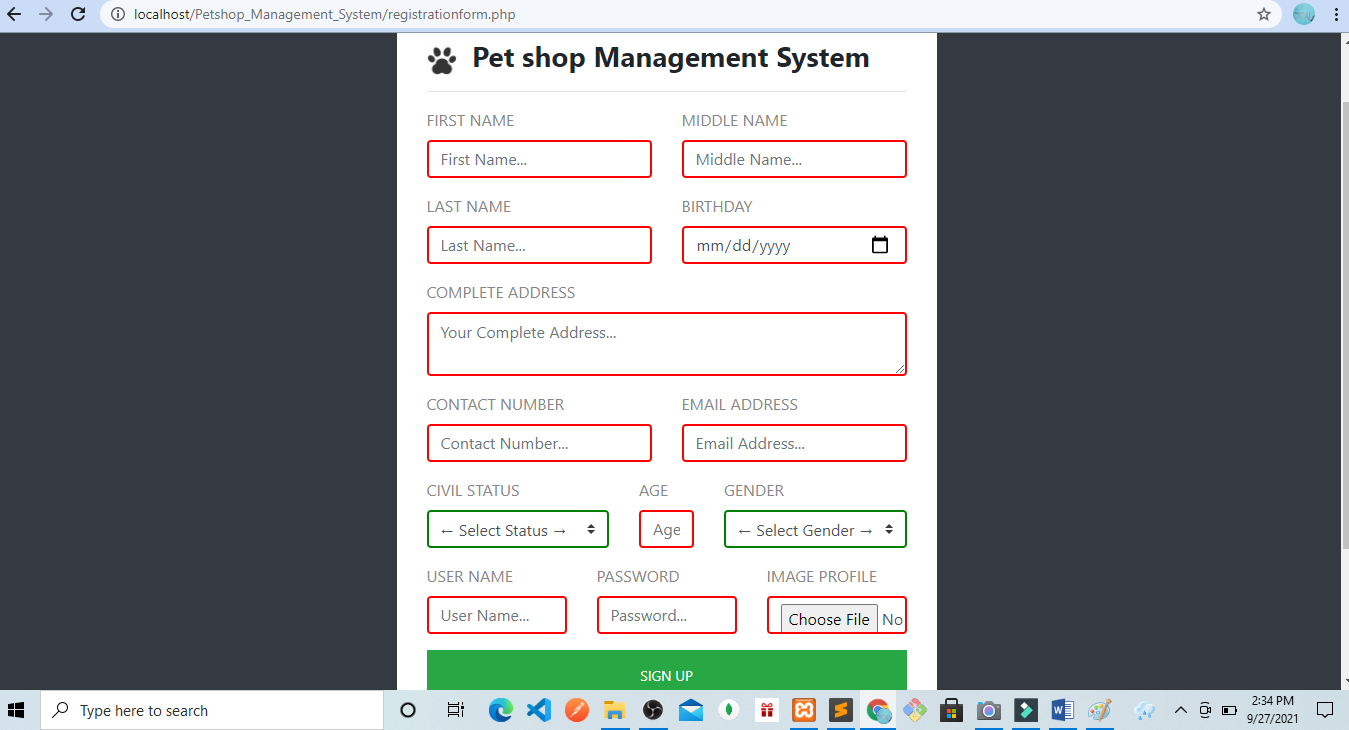 localhost/Petshop_Management_System/registrationform.php
Pet shop Management System
FIRST NAME MIDDLE NAME
First Name... Middle Name...
LAST NAME BIRTHDAY
Last Name... mm/dd/yyyy
COMPLETE ADDRESS
Your Complete Address...
CONTACT NUMBER EMAIL ADDRESS
Contact Number... Email Address...
CIVIL STATUS AGE GENDER
← Select Status → Age ← Select Gender →
USER NAME PASSWORD IMAGE PROFILE
User Name... Password... Choose File No
SIGN UP
Type here to search
2:34 PM
9/27/2021